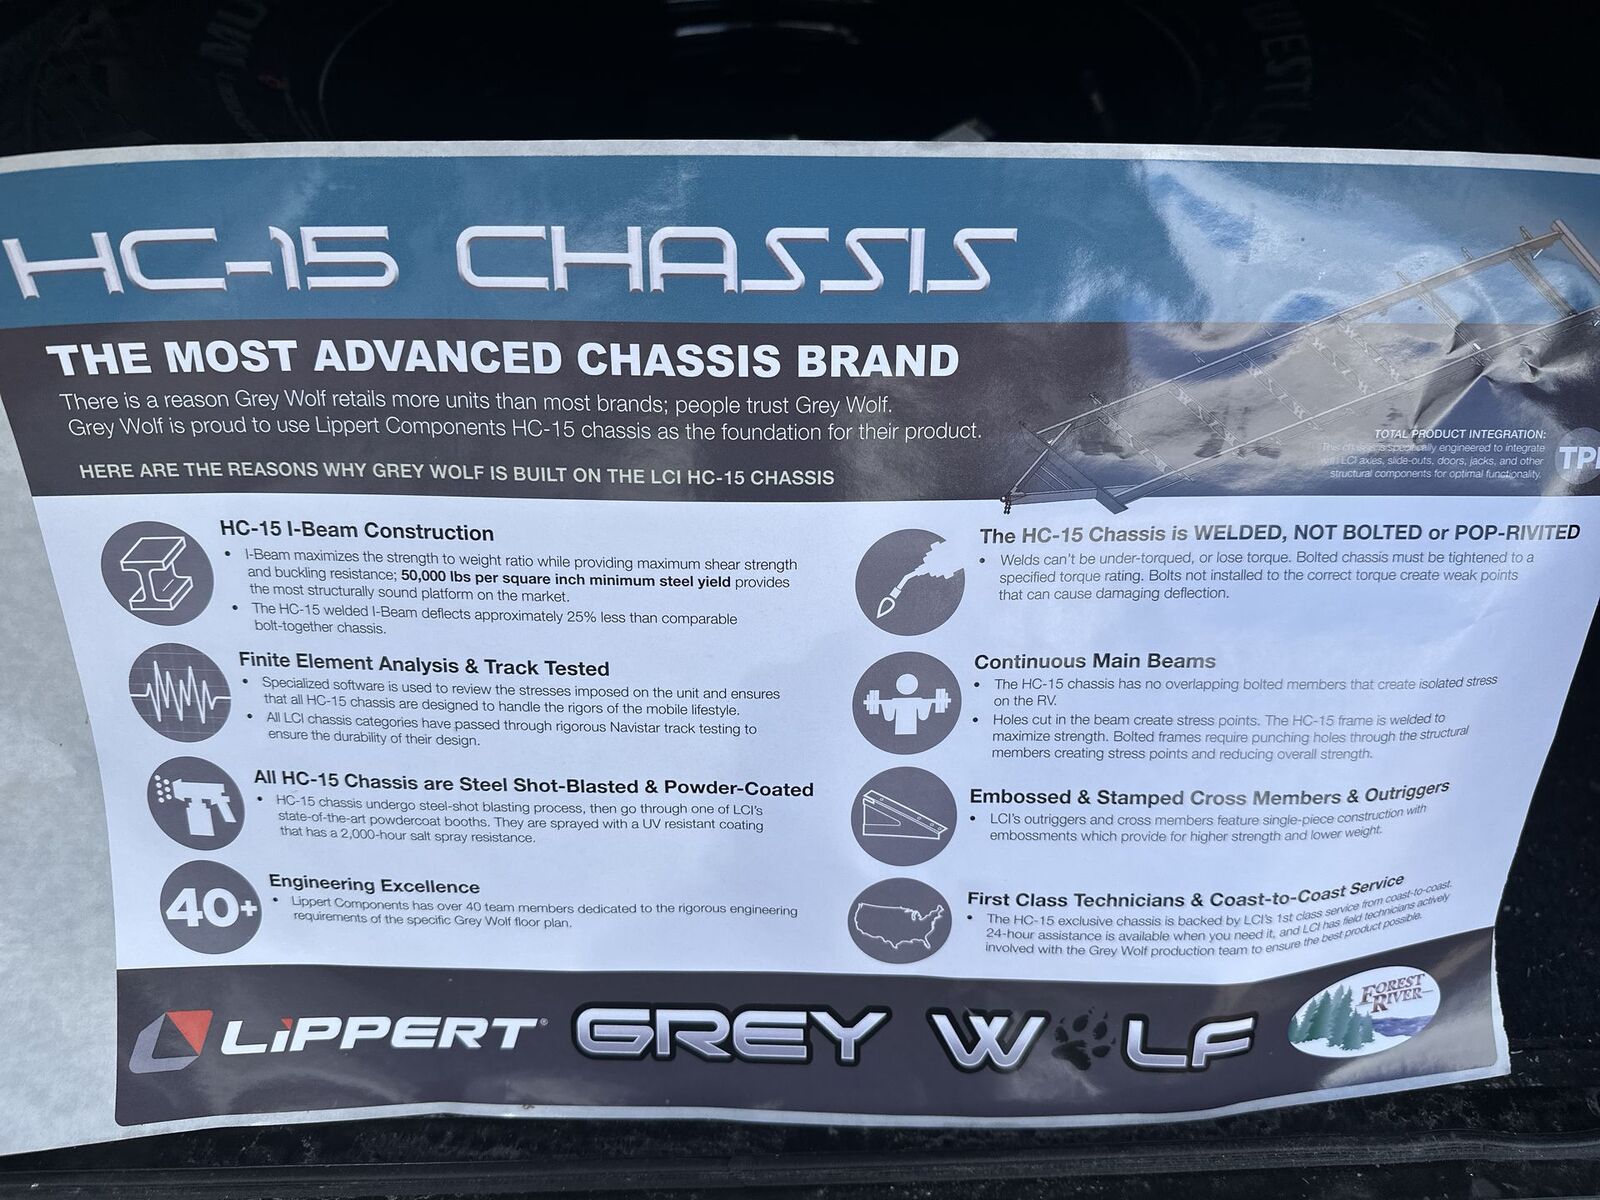 HC-15 CHASSIS
THE MOST ADVANCED CHASSIS BRAND
There is a reason Grey Wolf retails more units than most brands; people trust Grey Wolf.
Grey Wolf is proud to use Lippert Components HC-15 chassis as the foundation for their product.
HERE ARE THE REASONS WHY GREY WOLF IS BUILT ON THE LCI HC-15 CHASSIS
TOTAL PRODUCT INTEGRATION:
This chassis is specifically engineered to integrate
with LCI axles, slide-outs, doors, jacks, and other
structural components for optimal functionality.
HC-15 I-Beam Construction
• I-Beam maximizes the strength to weight ratio while providing maximum shear strength
and buckling resistance; 50,000 lbs per square inch minimum steel yield provides
the most structurally sound platform on the market.
• The HC-15 welded I-Beam deflects approximately 25% less than comparable
bolt-together chassis.
Finite Element Analysis & Track Tested
• Specialized software is used to review the stresses imposed on the unit and ensures
that all HC-15 chassis are designed to handle the rigors of the mobile lifestyle.
• All LCI chassis categories have passed through rigorous Navistar track testing to
ensure the durability of their design.
All HC-15 Chassis are Steel Shot-Blasted & Powder-Coated
• HC-15 chassis undergo steel-shot blasting process, then go through one of LCI's
state-of-the-art powdercoat booths. They are sprayed with a UV resistant coating
that has a 2,000-hour salt spray resistance.
40+
Engineering Excellence
• Lippert Components has over 40 team members dedicated to the rigorous engineering
requirements of the specific Grey Wolf floor plan.
The HC-15 Chassis is WELDED, NOT BOLTED or POP-RIVITED
• Welds can't be under-torqued, or lose torque. Bolted chassis must be tightened to a
specified torque rating. Bolts not installed to the correct torque create weak points
that can cause damaging deflection.
Continuous Main Beams
• The HC-15 chassis has no overlapping bolted members that create isolated stress
on the RV.
• Holes cut in the beam create stress points. The HC-15 frame is welded to
maximize strength. Bolted frames require punching holes through the structural
members creating stress points and reducing overall strength.
Embossed & Stamped Cross Members & Outriggers
• LCI's outriggers and cross members feature single-piece construction with
embossments which provide for higher strength and lower weight.
First Class Technicians & Coast-to-Coast Service
• The HC-15 exclusive chassis is backed by LCI's 1st class service from coast-to-coast.
24-hour assistance is available when you need it, and LCI has field technicians actively
involved with the Grey Wolf production team to ensure the best product possible.
LIPPERT®
GREY WOLF
FOREST
RIVER